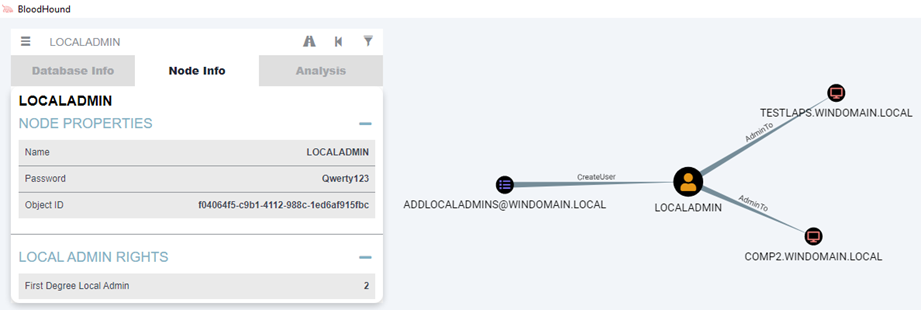 BloodHound
LOCALADMIN
Database Info
Node Info
Analysis
LOCALADMIN
NODE PROPERTIES
Name LOCALADMIN
Password Qwerty123
Object ID f04064f5-c9b1-4112-988c-1ed6af915fbc
LOCAL ADMIN RIGHTS
First Degree Local Admin 2
TESTLAPS.WINDOMAIN.LOCAL
AdminTo
CreateUser
ADDLOCALADMINS@WINDOMAIN.LOCAL
LOCALADMIN
AdminTo
COMP2.WINDOMAIN.LOCAL